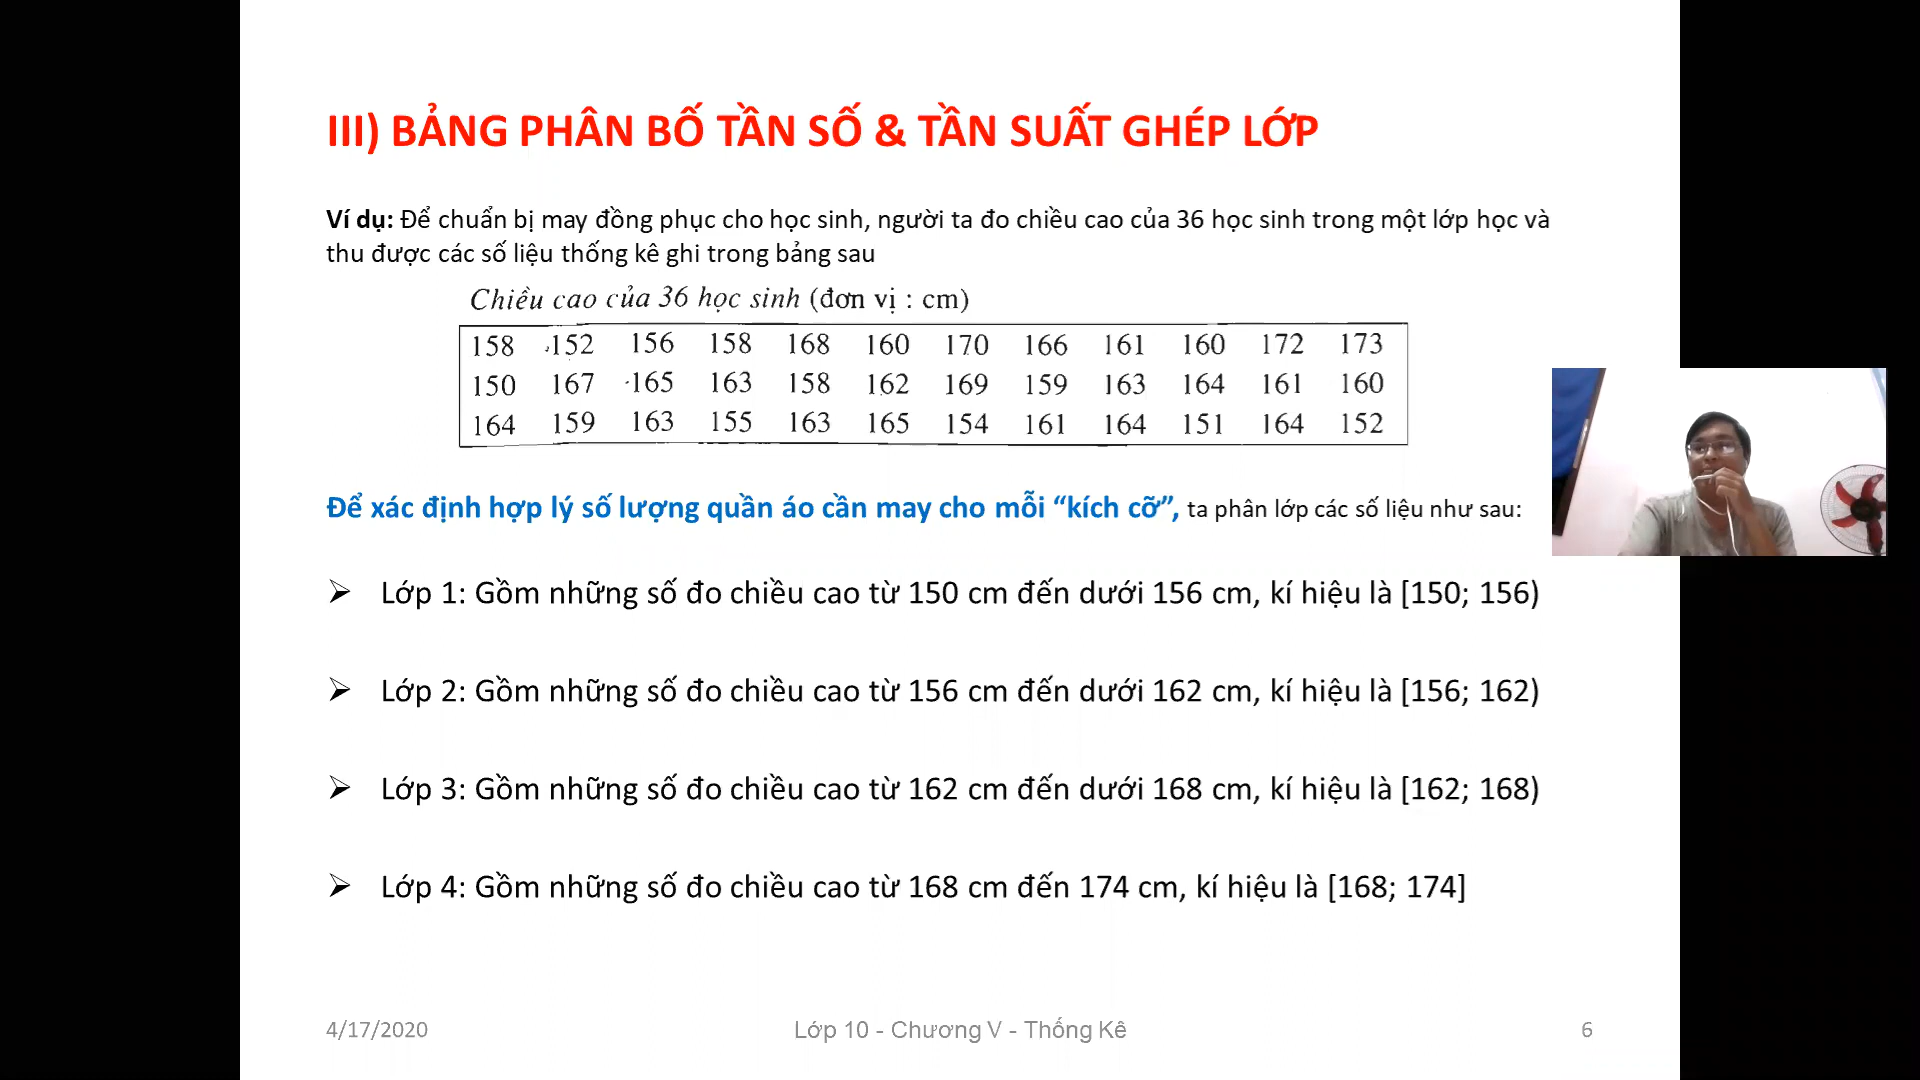 III) BẢNG PHÂN BỐ TẦN SỐ & TẦN SUẤT GHÉP LỚP
Ví dụ: Để chuẩn bị may đồng phục cho học sinh, người ta đo chiều cao của 36 học sinh trong một lớp học và
thu được các số liệu thống kê ghi trong bảng sau
Chiều cao của 36 học sinh (đơn vị : cm)
158 152 156 158 168 160 170 166 161 160 172 173
150 167 165 163 158 162 169 159 163 164 161 160
164 159 163 155 163 165 154 161 164 151 164 152
Để xác định hợp lý số lượng quần áo cần may cho mỗi “kích cỡ”, ta phân lớp các số liệu như sau:
➢ Lớp 1: Gồm những số đo chiều cao từ 150 cm đến dưới 156 cm, kí hiệu là [150; 156)
➢ Lớp 2: Gồm những số đo chiều cao từ 156 cm đến dưới 162 cm, kí hiệu là [156; 162)
➢ Lớp 3: Gồm những số đo chiều cao từ 162 cm đến dưới 168 cm, kí hiệu là [162; 168)
➢ Lớp 4: Gồm những số đo chiều cao từ 168 cm đến 174 cm, kí hiệu là [168; 174]
4/17/2020 Lớp 10 - Chương V - Thống Kê 6